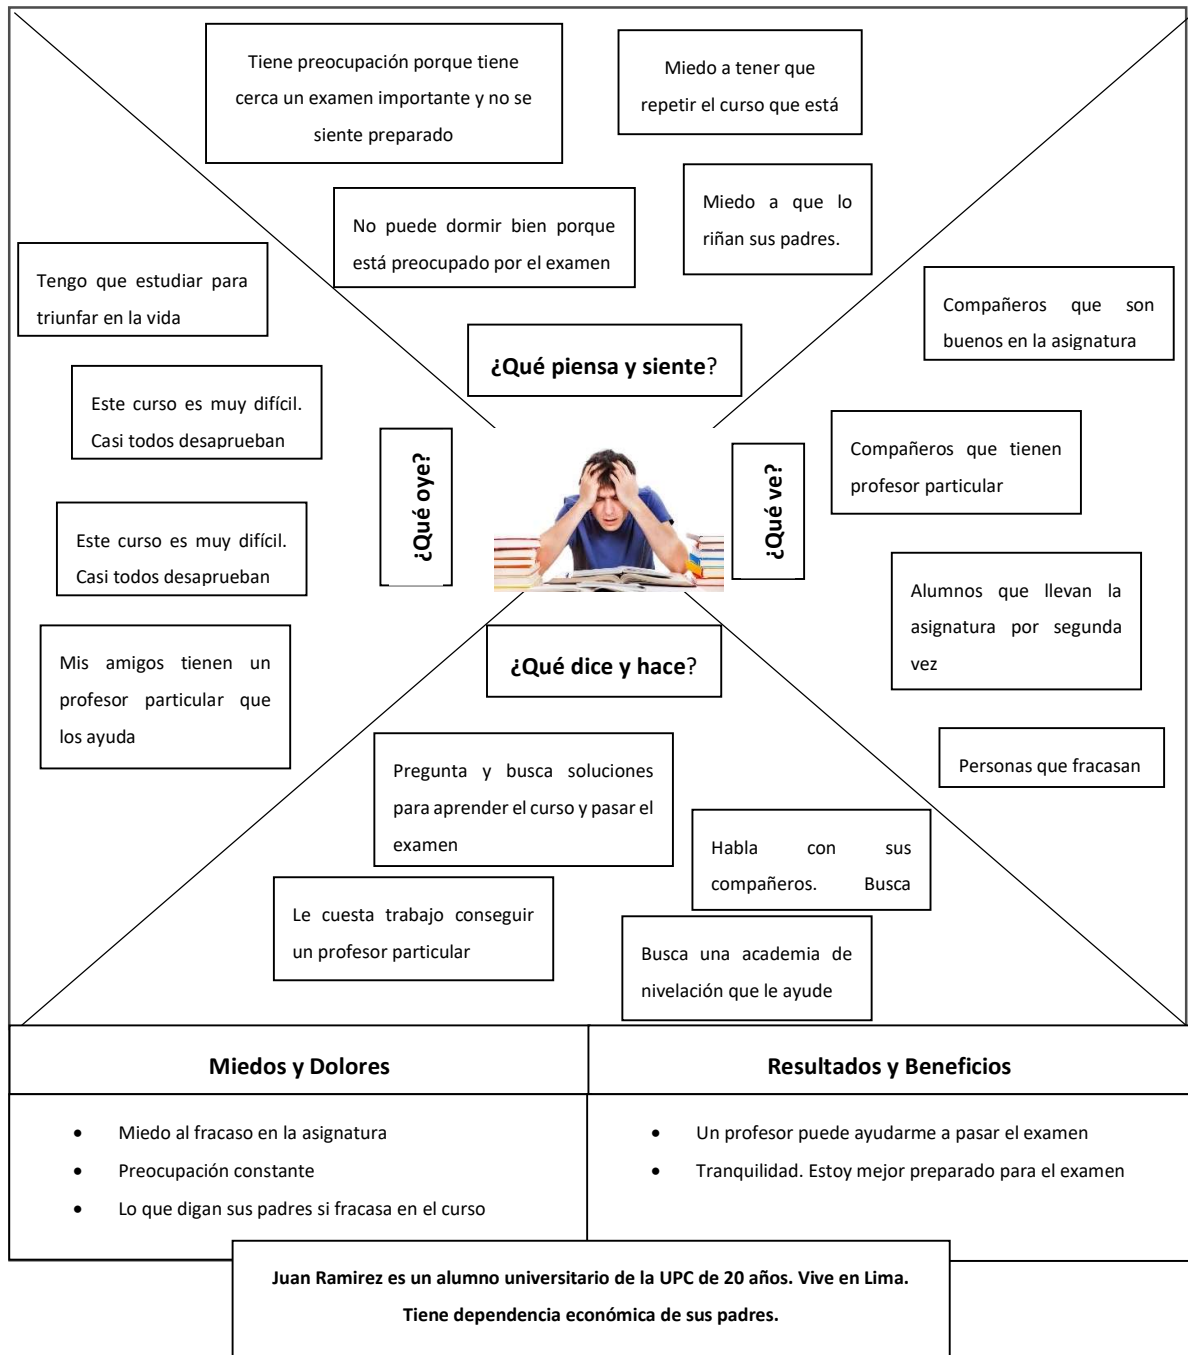 Tiene preocupación porque tiene
cerca un examen importante y no se
siente preparado
Miedo a tener que
repetir el curso que está
No puede dormir bien porque
está preocupado por el examen
Miedo a que lo
riñan sus padres.
Tengo que estudiar para
triunfar en la vida
Compañeros que son
buenos en la asignatura
¿Qué piensa y siente?
Este curso es muy difícil.
Casi todos desaprueban
¿Qué oye?
¿Qué ve?
Compañeros que tienen
profesor particular
Este curso es muy difícil.
Casi todos desaprueban
Alumnos que llevan la
asignatura por segunda
vez
Mis amigos tienen un
profesor particular que
los ayuda
¿Qué dice y hace?
Personas que fracasan
Pregunta y busca soluciones
para aprender el curso y pasar el
examen
Habla con sus
compañeros. Busca
Le cuesta trabajo conseguir
un profesor particular
Busca una academia de
nivelación que le ayude
Miedos y Dolores
Resultados y Beneficios
• Miedo al fracaso en la asignatura
• Preocupación constante
• Lo que digan sus padres si fracasa en el curso
• Un profesor puede ayudarme a pasar el examen
• Tranquilidad. Estoy mejor preparado para el examen
Juan Ramirez es un alumno universitario de la UPC de 20 años. Vive en Lima.
Tiene dependencia económica de sus padres.